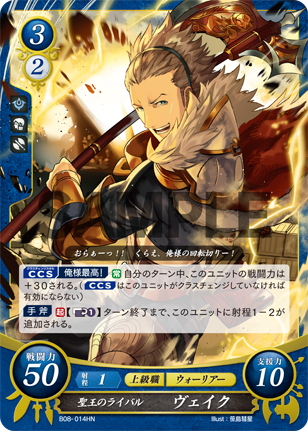 3
2
SAMPLE
おらぁーっ!! くらえ、俺様の回転切りー!
CCS 俺様最高! 常 自分のターン中、このユニットの戦闘力は
+30される。(CCSはこのユニットがクラスチェンジしていなければ
有効にならない)
手斧 起 [1]ターン終了まで、このユニットに射程1-2が
追加される。
戦闘力
50
射程 1 上級職 ウォーリアー
支援力
10
聖王のライバル ヴェイク
B08-014HN
Illust:笹島彗星